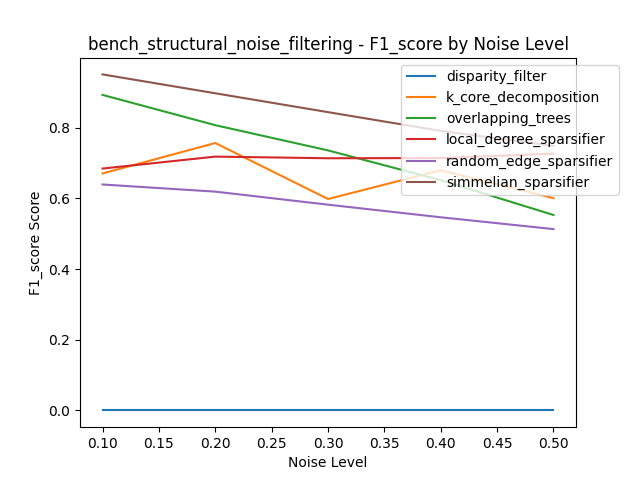 bench_structural_noise_filtering - F1_score by Noise Level
disparity_filter
k_core_decomposition
overlapping_trees
local_degree_sparsifier
random_edge_sparsifier
simmelian_sparsifier
F1_score Score
0.8
0.6
0.4
0.2
0.0
0.10 0.15 0.20 0.25 0.30 0.35 0.40 0.45 0.50
Noise Level